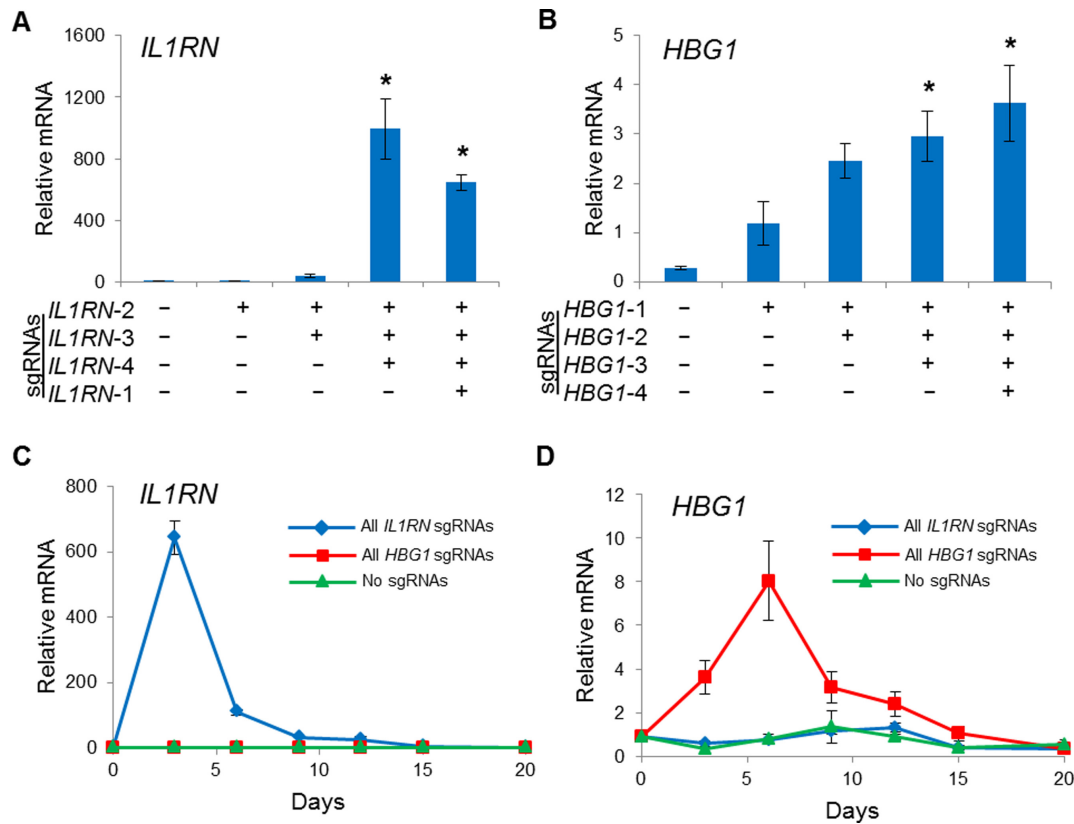 A
IL1RN
Relative mRNA
1600
1200
800
400
0
* *
sgRNAs
IL1RN-2 – + + + +
IL1RN-3 – – + + +
IL1RN-4 – – – + +
IL1RN-1 – – – – +
B
HBG1
Relative mRNA
5
4
3
2
1
0
* *
sgRNAs
HBG1-1 – + + + +
HBG1-2 – – + + +
HBG1-3 – – – + +
HBG1-4 – – – – +
C
IL1RN
Relative mRNA
800
600
400
200
0
All IL1RN sgRNAs
All HBG1 sgRNAs
No sgRNAs
0 5 10 15 20
Days
D
HBG1
Relative mRNA
12
10
8
6
4
2
0
All IL1RN sgRNAs
All HBG1 sgRNAs
No sgRNAs
0 5 10 15 20
Days